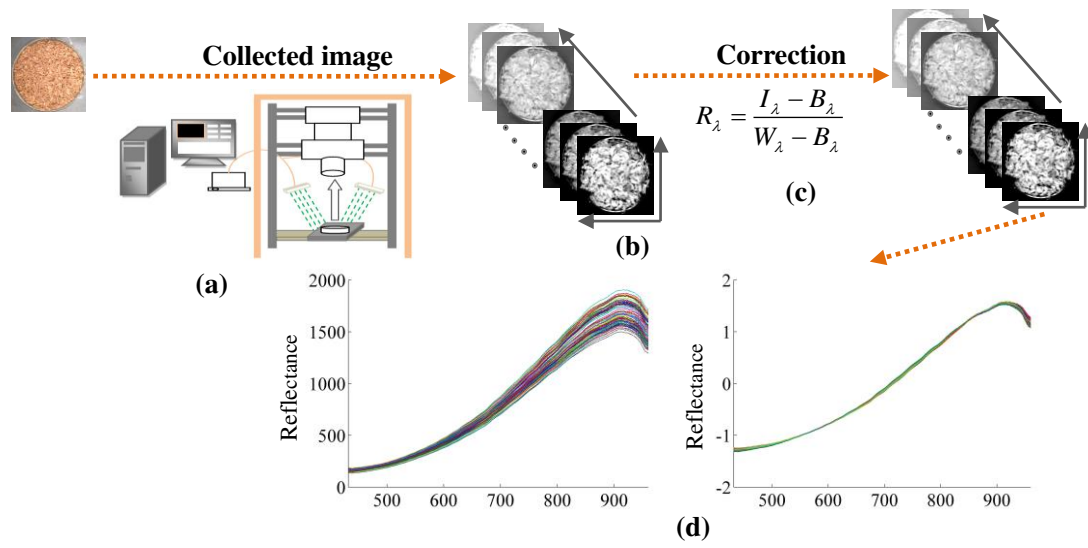 Collected image
Correction
R_λ = (I_λ − B_λ) / (W_λ − B_λ)
(a)
(b)
(c)
2000
1500
1000
500
0
Reflectance
500 600 700 800 900
2
1
0
-1
-2
Reflectance
500 600 700 800 900
(d)